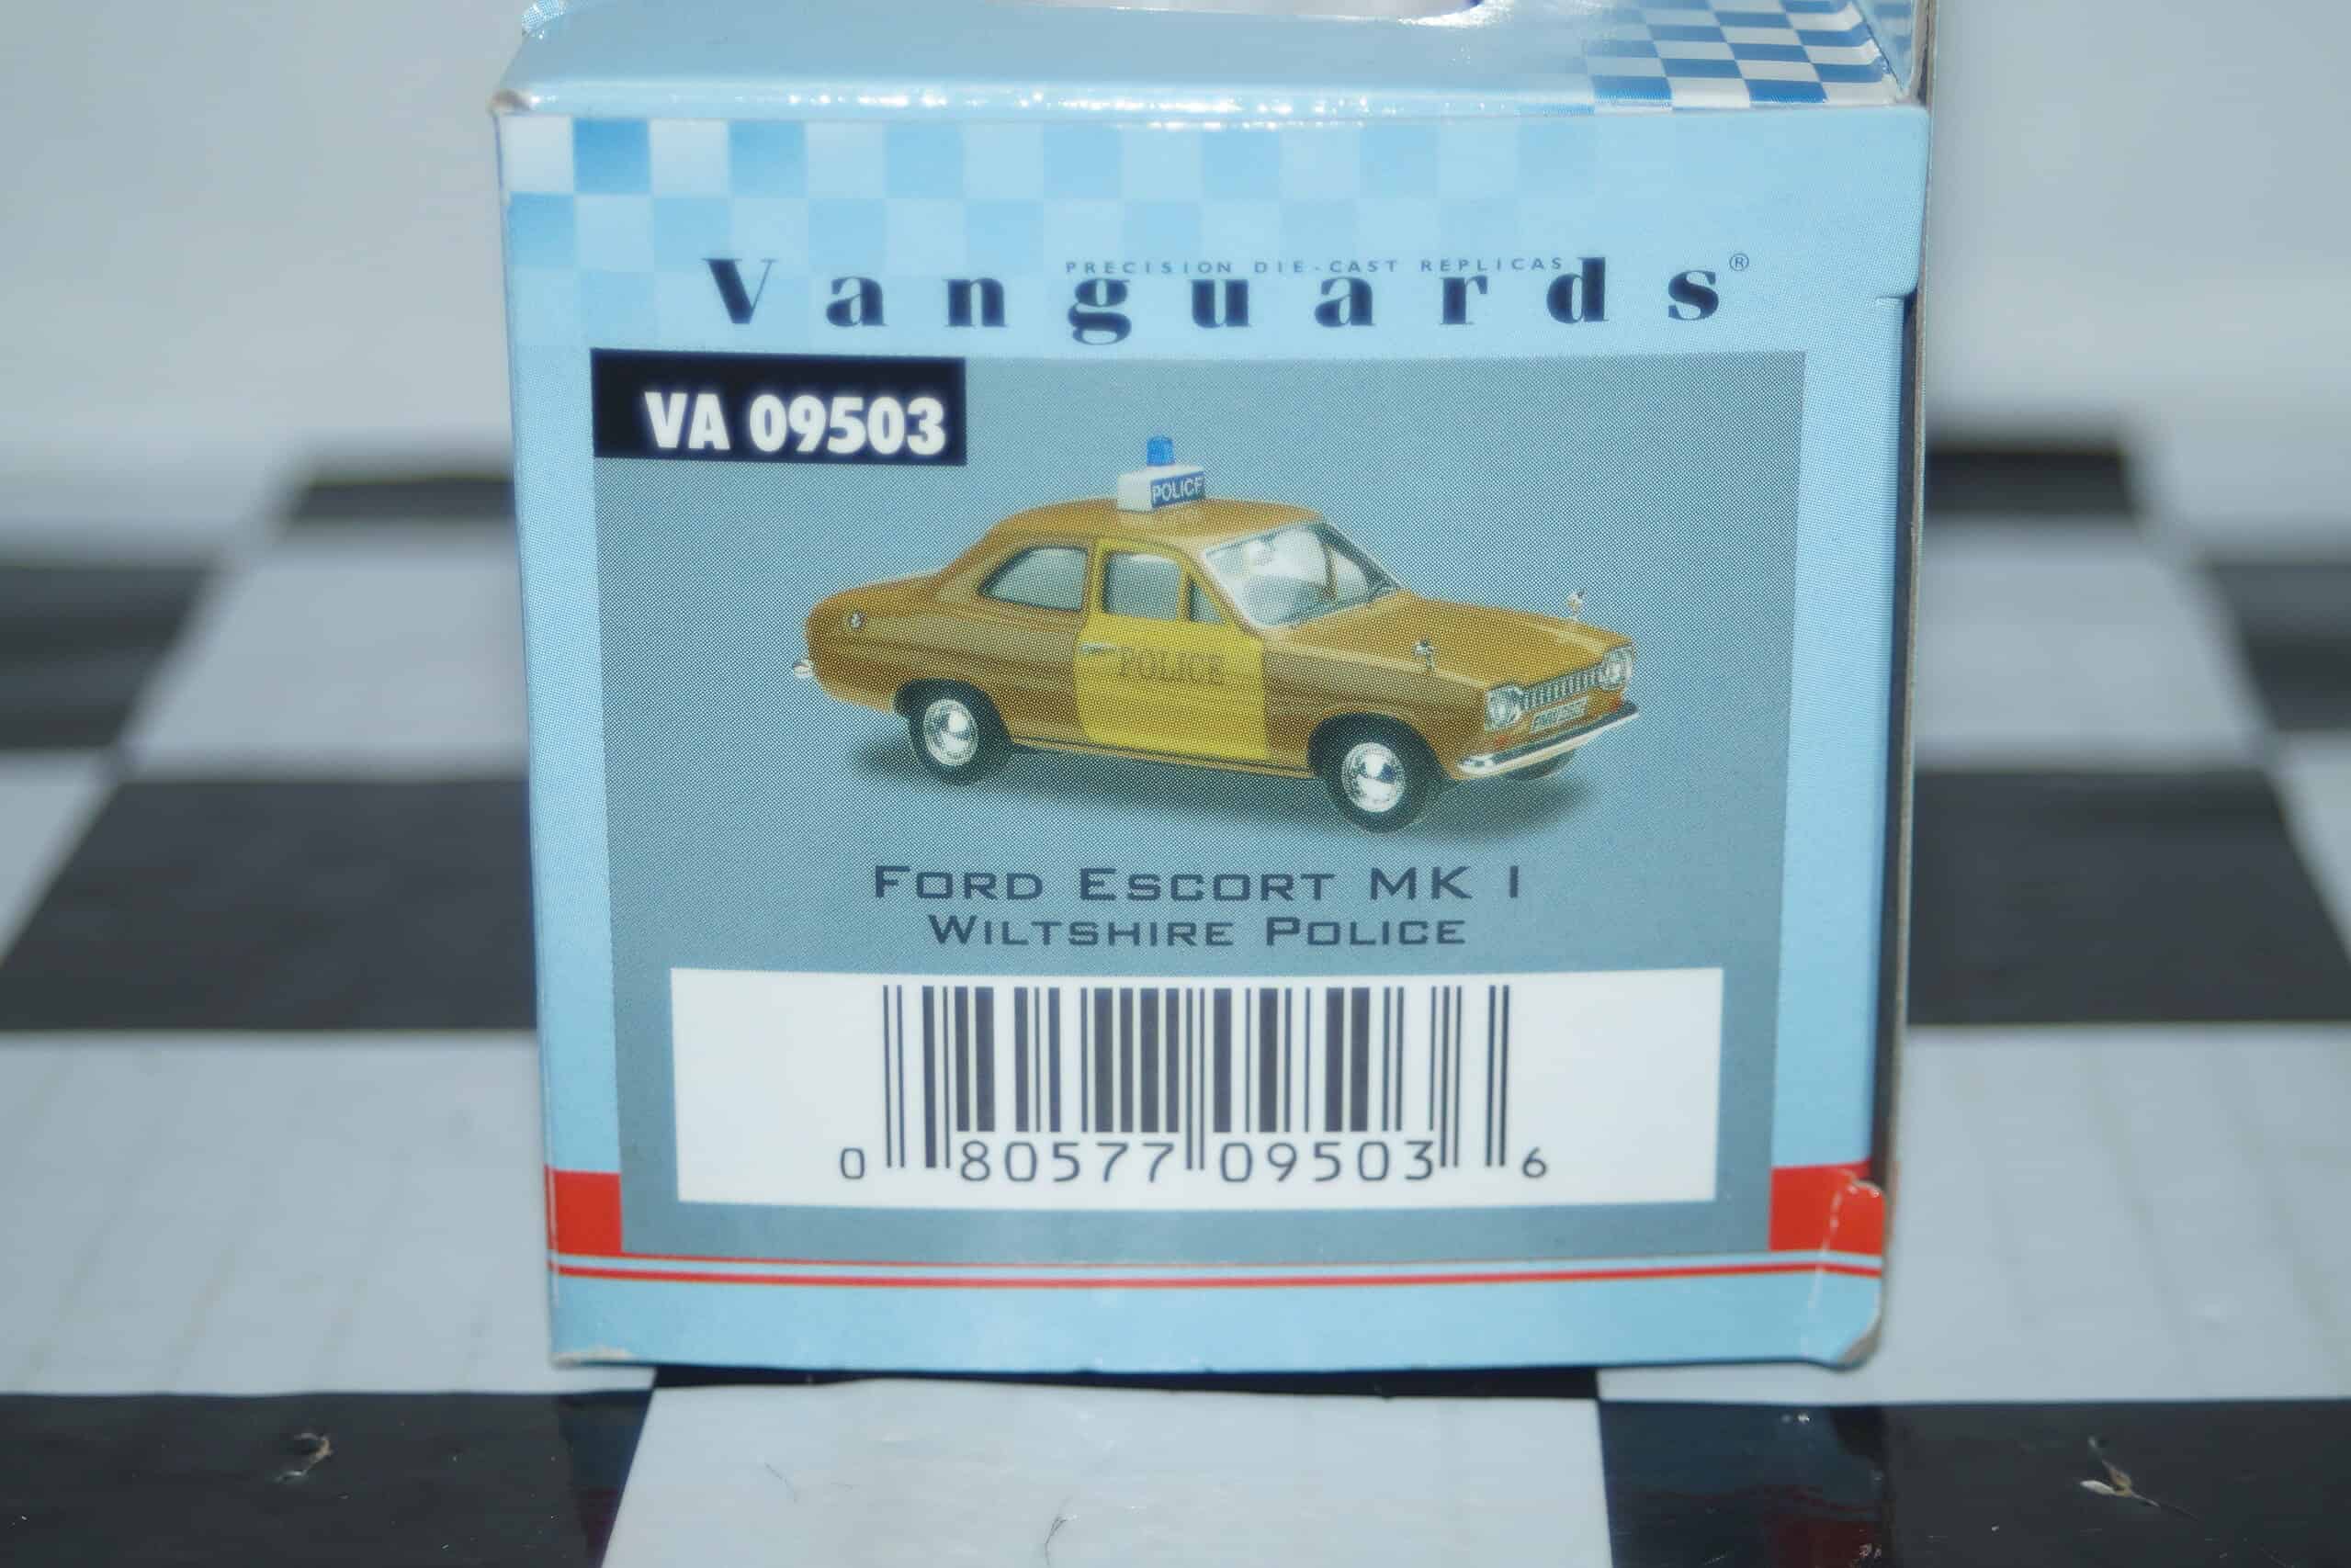 PRECISION DIE-CAST REPLICAS
Vanguards®
VA 09503
POLICE
POLICE
FORD ESCORT MK I
WILTSHIRE POLICE
0 80577 09503 6